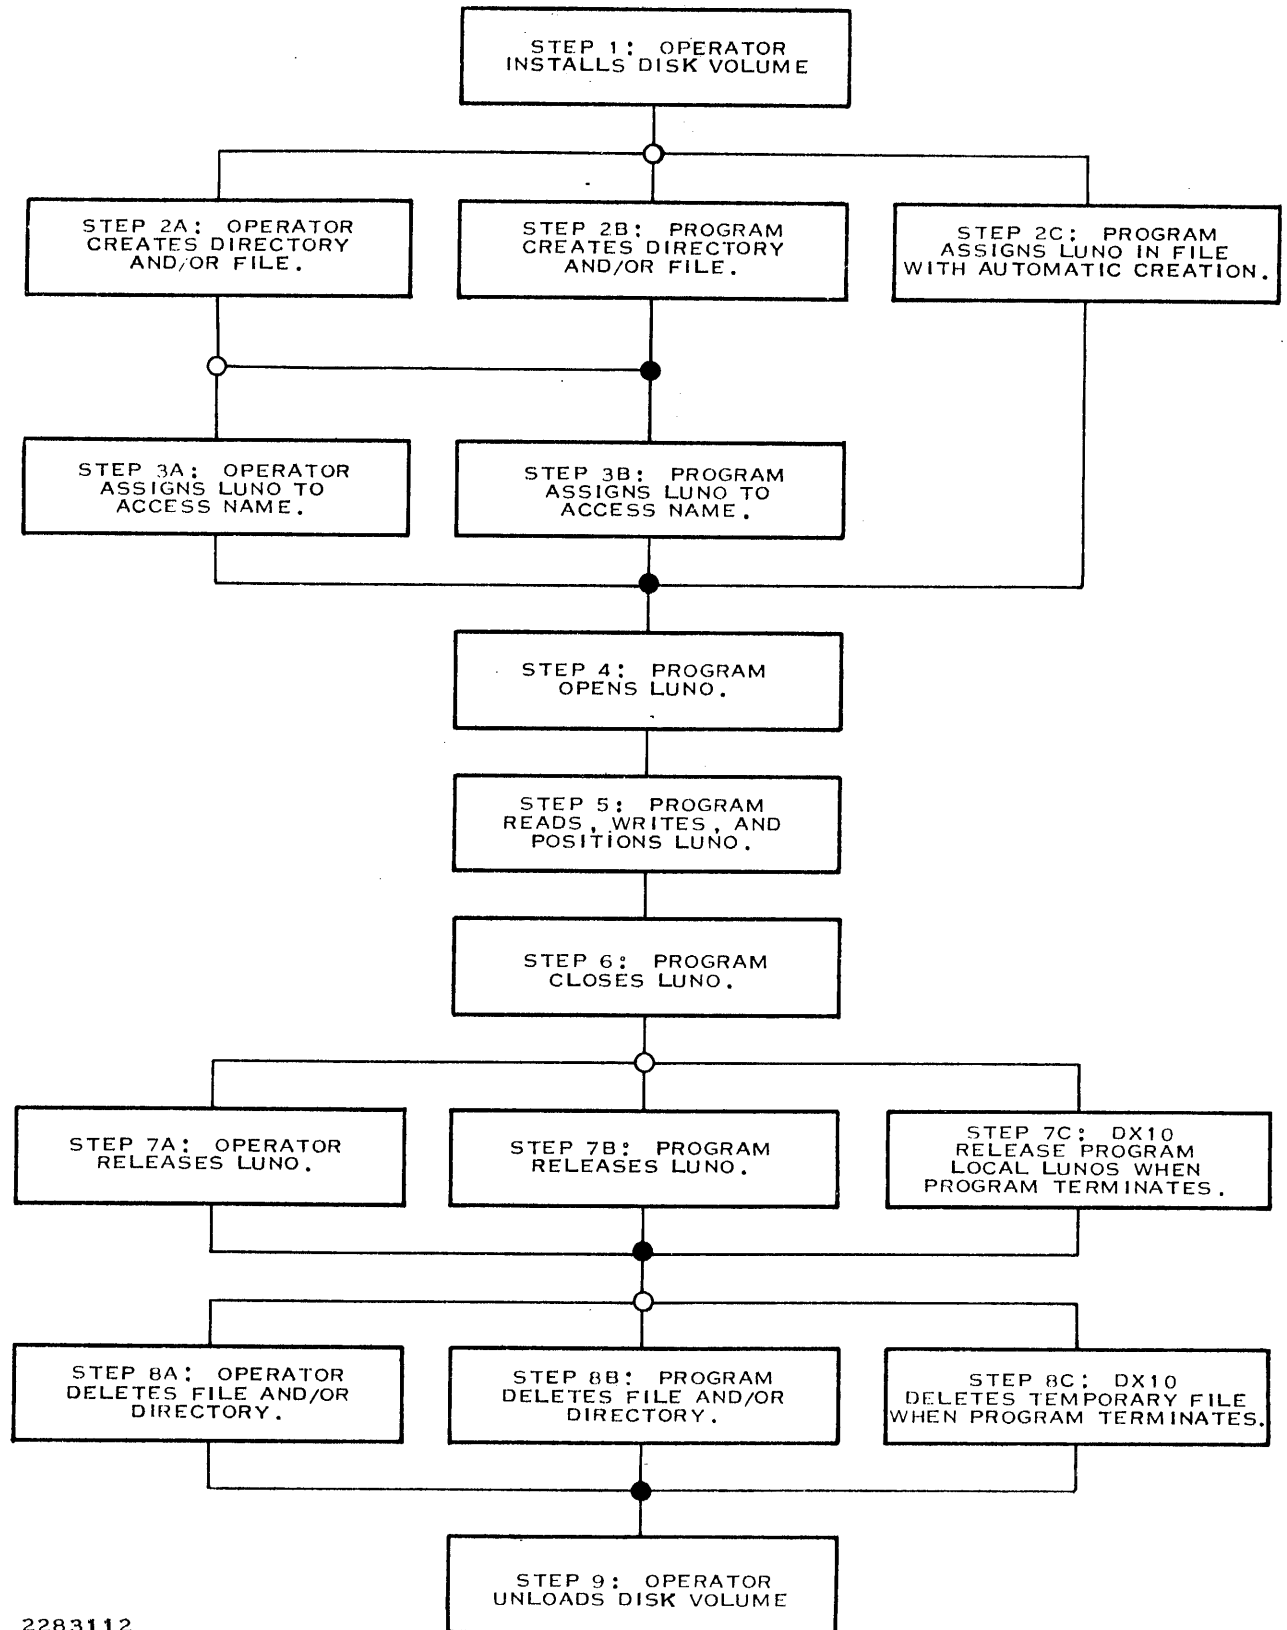 STEP 1: OPERATOR
INSTALLS DISK VOLUME
STEP 2A: OPERATOR
CREATES DIRECTORY
AND/OR FILE.
STEP 2B: PROGRAM
CREATES DIRECTORY
AND/OR FILE.
STEP 2C: PROGRAM
ASSIGNS LUNO IN FILE
WITH AUTOMATIC CREATION.
STEP 3A: OPERATOR
ASSIGNS LUNO TO
ACCESS NAME.
STEP 3B: PROGRAM
ASSIGNS LUNO TO
ACCESS NAME.
STEP 4: PROGRAM
OPENS LUNO.
STEP 5: PROGRAM
READS, WRITES, AND
POSITIONS LUNO.
STEP 6: PROGRAM
CLOSES LUNO.
STEP 7A: OPERATOR
RELEASES LUNO.
STEP 7B: PROGRAM
RELEASES LUNO.
STEP 7C: DX10
RELEASE PROGRAM
LOCAL LUNOS WHEN
PROGRAM TERMINATES.
STEP 8A: OPERATOR
DELETES FILE AND/OR
DIRECTORY.
STEP 8B: PROGRAM
DELETES FILE AND/OR
DIRECTORY.
STEP 8C: DX10
DELETES TEMPORARY FILE
WHEN PROGRAM TERMINATES.
STEP 9: OPERATOR
UNLOADS DISK VOLUME
2283112